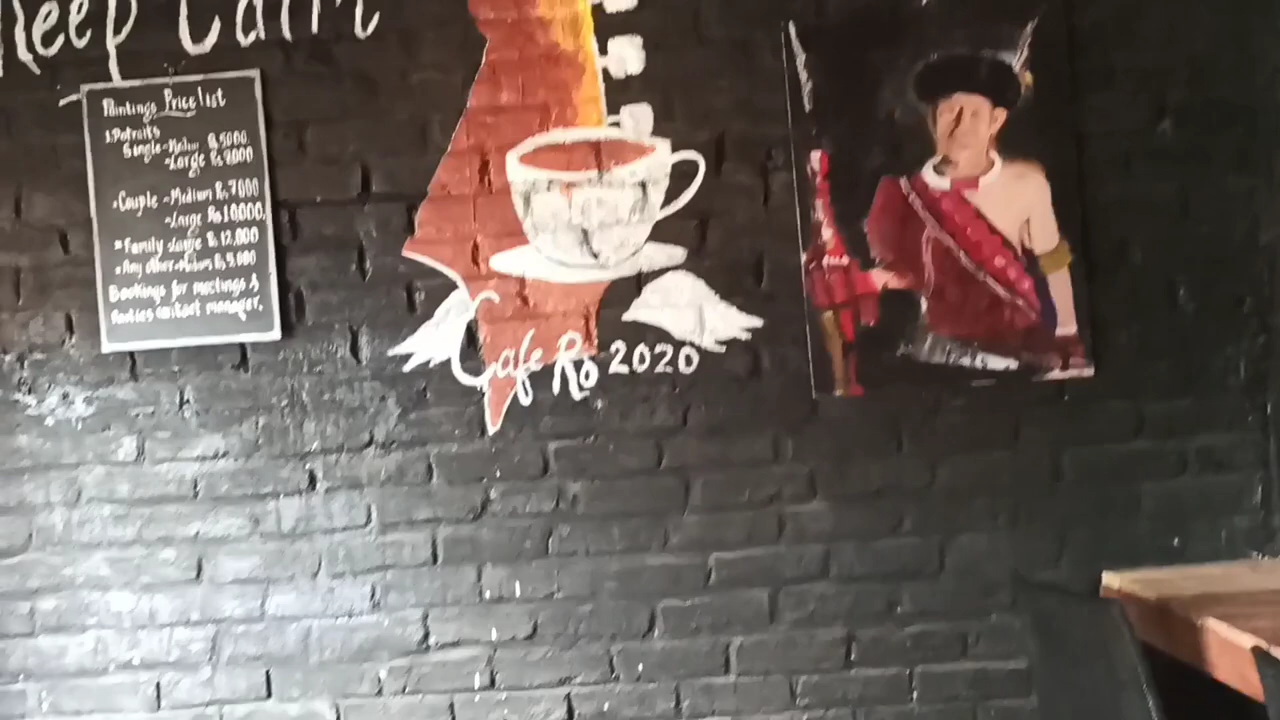 Keep Calm
Paintings Price list
1. Potraits
Single - Medium Rs 5000.
- Large Rs 7000
- Couple - Medium Rs 7000
- Large Rs 10000.
* Family Large Rs 12,000
* Any other - Medium Rs 5,000
Bookings for meetings &
Parties contact manager.
Cafe Ro 2020